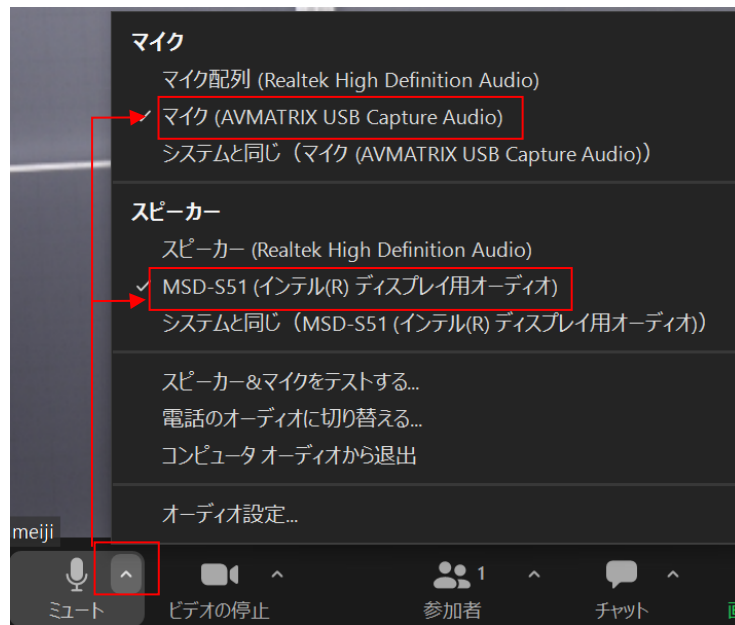 マイク
マイク配列 (Realtek High Definition Audio)
✓ マイク (AVMATRIX USB Capture Audio)
システムと同じ（マイク (AVMATRIX USB Capture Audio)）
スピーカー
スピーカー (Realtek High Definition Audio)
✓ MSD-S51 (インテル(R) ディスプレイ用オーディオ)
システムと同じ（MSD-S51 (インテル(R) ディスプレイ用オーディオ)）
スピーカー&マイクをテストする...
電話のオーディオに切り替える...
コンピュータ オーディオから退出
オーディオ設定...
meiji
1
ミュート ビデオの停止 参加者 チャット